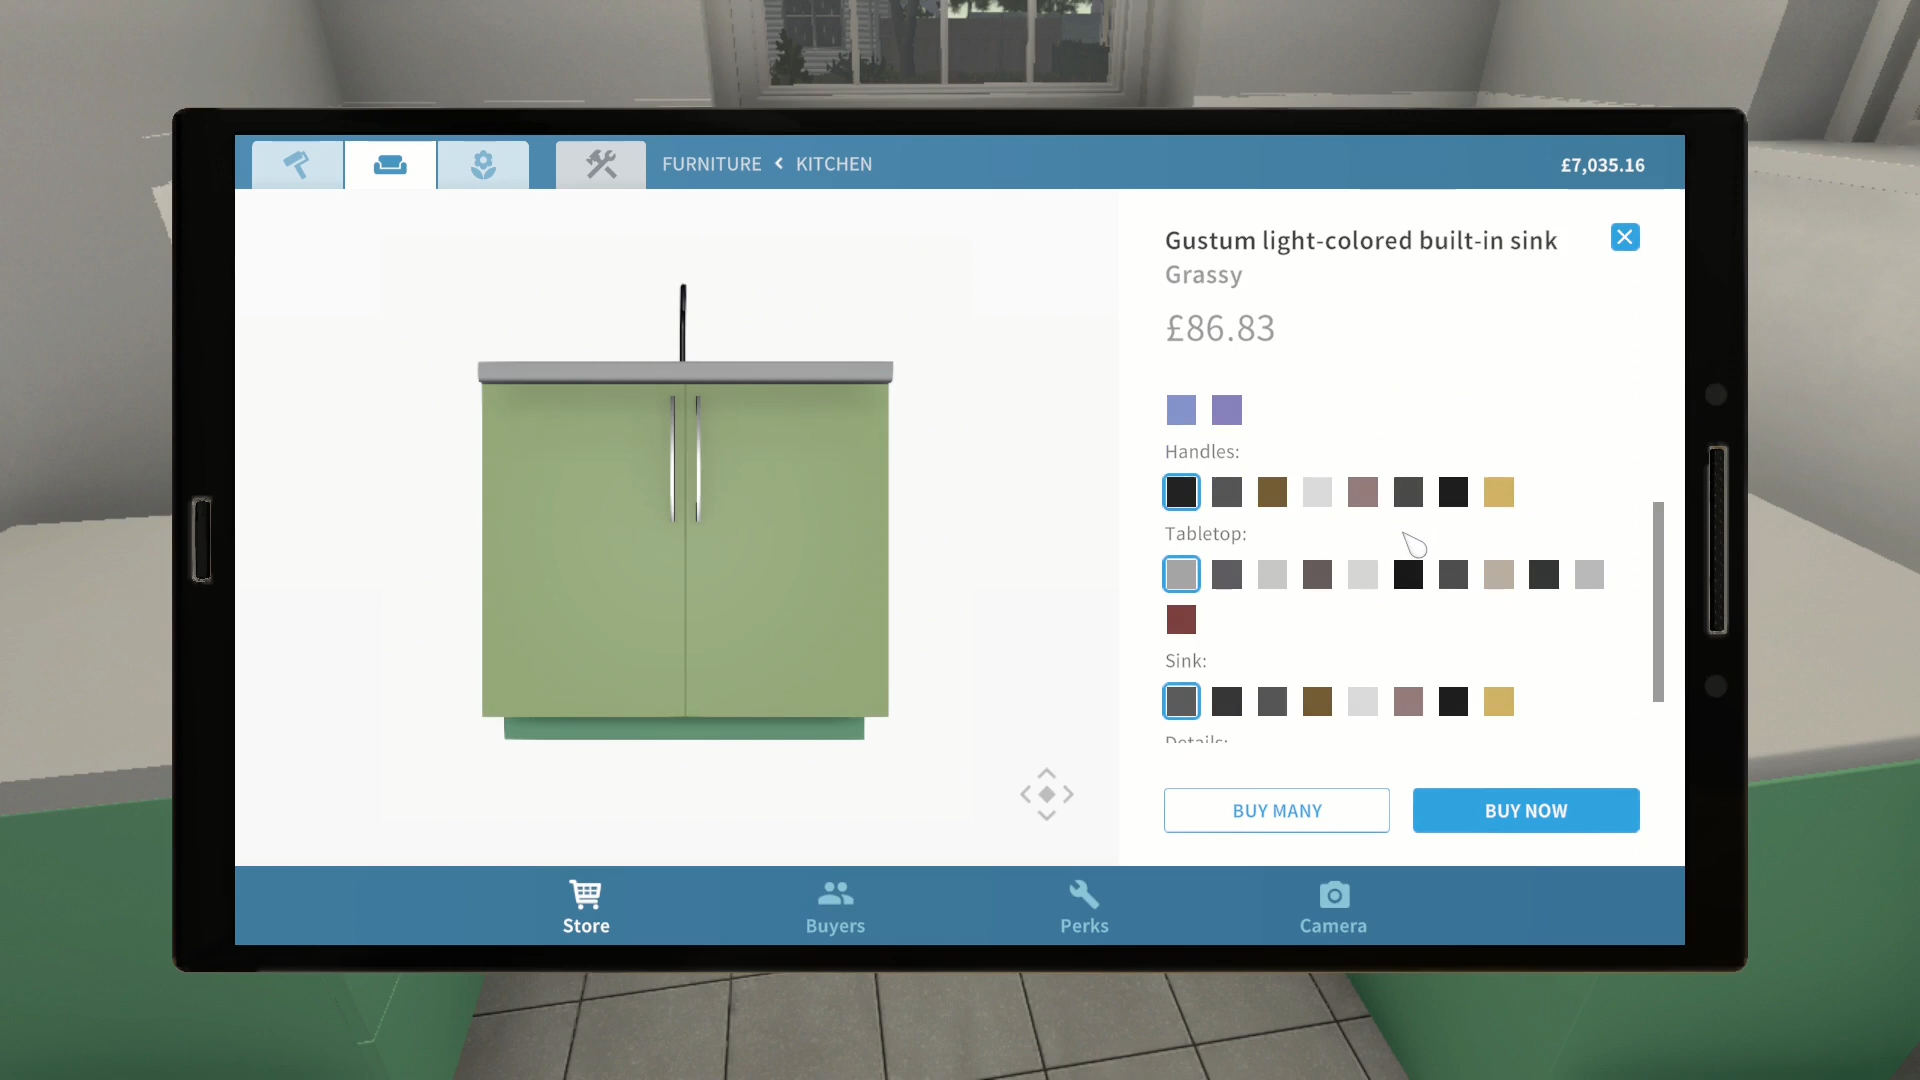 FURNITURE < KITCHEN
£7,035.16
Gustum light-colored built-in sink
Grassy
£86.83
Handles:
Tabletop:
Sink:
Details:
BUY MANY
BUY NOW
Store
Buyers
Perks
Camera